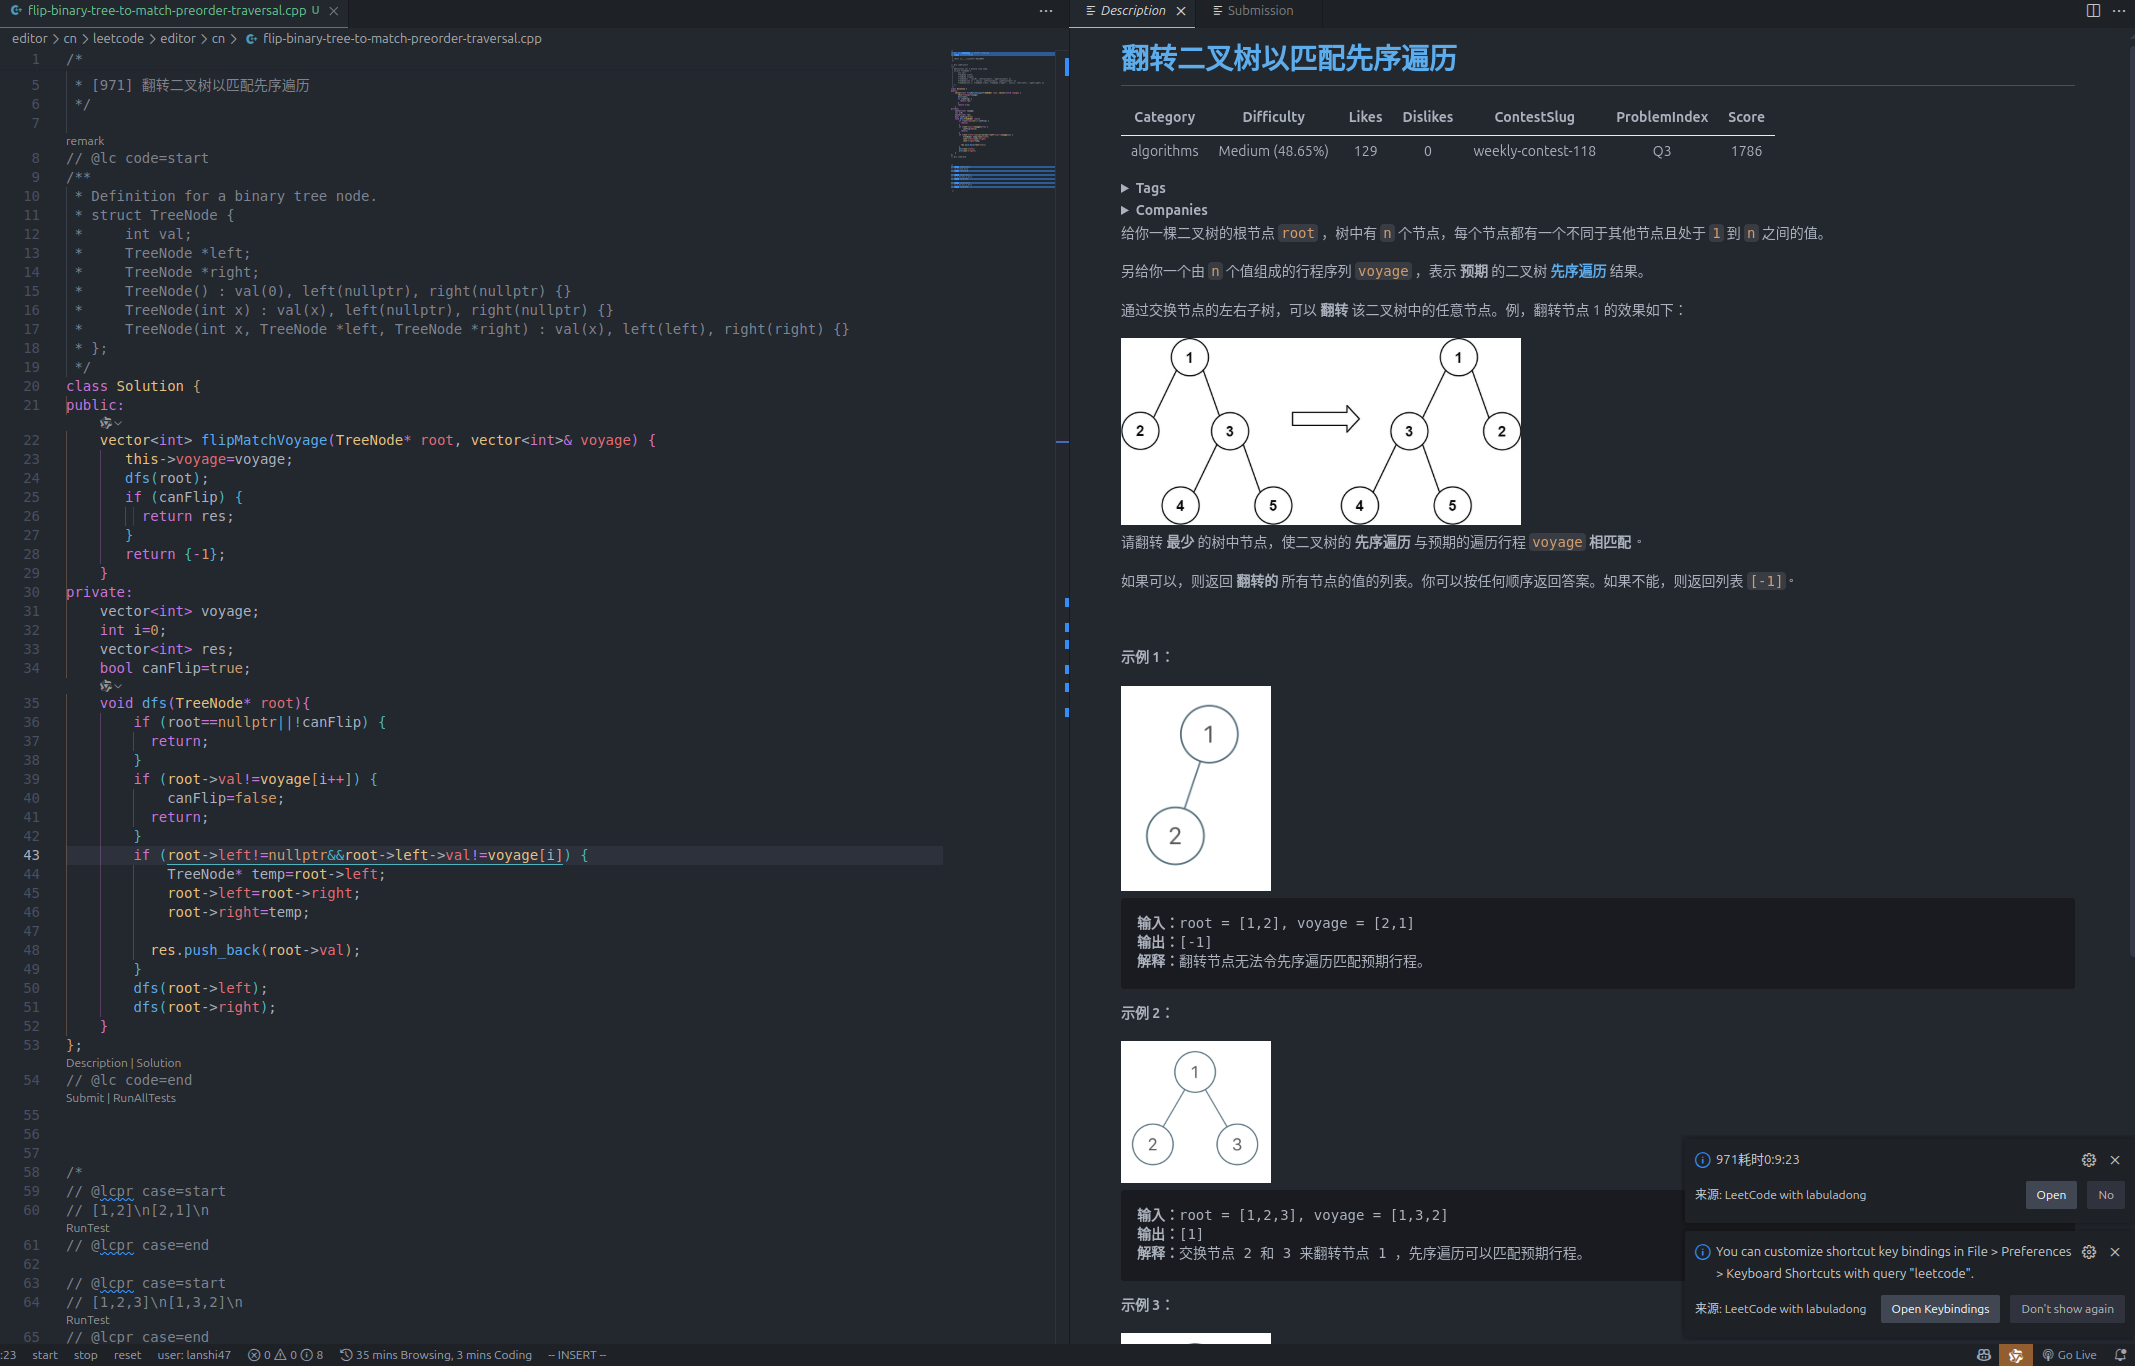 flip-binary-tree-to-match-preorder-traversal.cpp U
editor > cn > leetcode > editor > cn > flip-binary-tree-to-match-preorder-traversal.cpp
1 /*
5 * [971] 翻转二叉树以匹配先序遍历
6 */
7
remark
8 // @lc code=start
9 /**
10 * Definition for a binary tree node.
11 * struct TreeNode {
12 *     int val;
13 *     TreeNode *left;
14 *     TreeNode *right;
15 *     TreeNode() : val(0), left(nullptr), right(nullptr) {}
16 *     TreeNode(int x) : val(x), left(nullptr), right(nullptr) {}
17 *     TreeNode(int x, TreeNode *left, TreeNode *right) : val(x), left(left), right(right) {}
18 * };
19 */
20 class Solution {
21 public:
22     vector<int> flipMatchVoyage(TreeNode* root, vector<int>& voyage) {
23        this->voyage=voyage;
24        dfs(root);
25        if (canFlip) {
26          return res;
27        }
28        return {-1};
29     }
30 private:
31     vector<int> voyage;
32     int i=0;
33     vector<int> res;
34     bool canFlip=true;
35     void dfs(TreeNode* root){
36         if (root==nullptr||!canFlip) {
37           return;
38         }
39         if (root->val!=voyage[i++]) {
40             canFlip=false;
41           return;
42         }
43         if (root->left!=nullptr&&root->left->val!=voyage[i]) {
44             TreeNode* temp=root->left;
45             root->left=root->right;
46             root->right=temp;
47
48           res.push_back(root->val);
49         }
50         dfs(root->left);
51         dfs(root->right);
52     }
53 };
Description | Solution
54 // @lc code=end
Submit | RunAllTests
55
56
57
58 /*
59 // @lcpr case=start
60 // [1,2]\n[2,1]\n
RunTest
61 // @lcpr case=end
62
63 // @lcpr case=start
64 // [1,2,3]\n[1,3,2]\n
RunTest
65 // @lcpr case=end
Description Submission
翻转二叉树以匹配先序遍历
Category Difficulty Likes Dislikes ContestSlug ProblemIndex Score
algorithms Medium (48.65%) 129 0 weekly-contest-118 Q3 1786
Tags
Companies
给你一棵二叉树的根节点 root ，树中有 n 个节点，每个节点都有一个不同于其他节点且处于 1 到 n 之间的值。
另给你一个由 n 个值组成的行程序列 voyage ，表示 预期 的二叉树 先序遍历 结果。
通过交换节点的左右子树，可以 翻转 该二叉树中的任意节点。例，翻转节点 1 的效果如下：
1 1
2 3 3 2
4 5 4 5
请翻转 最少 的树中节点，使二叉树的 先序遍历 与预期的遍历行程 voyage 相匹配 。
如果可以，则返回 翻转的 所有节点的值的列表。你可以按任何顺序返回答案。如果不能，则返回列表 [-1] 。
示例 1：
1
2
输入：root = [1,2], voyage = [2,1]
输出：[-1]
解释：翻转节点无法令先序遍历匹配预期行程。
示例 2：
1
2 3
输入：root = [1,2,3], voyage = [1,3,2]
输出：[1]
解释：交换节点 2 和 3 来翻转节点 1 ，先序遍历可以匹配预期行程。
示例 3：
971耗时0:9:23
来源: LeetCode with labuladong Open No
You can customize shortcut key bindings in File > Preferences
> Keyboard Shortcuts with query "leetcode".
来源: LeetCode with labuladong Open Keybindings Don't show again
:23 start stop reset user: lanshi47 0 0 8 35 mins Browsing, 3 mins Coding -- INSERT -- Go Live